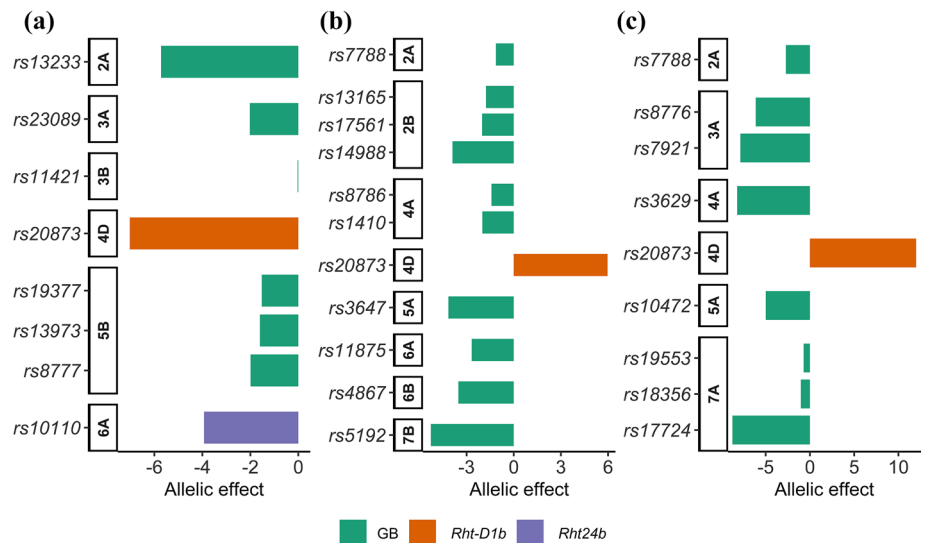 (a)
rs13233 2A
rs23089 3A
rs11421 3B
rs20873 4D
rs19377
rs13973 5B
rs8777
rs10110 6A
-6 -4 -2 0
Allelic effect
(b)
rs7788 2A
rs13165
rs17561 2B
rs14988
rs8786 4A
rs1410
rs20873 4D
rs3647 5A
rs11875 6A
rs4867 6B
rs5192 7B
-3 0 3 6
Allelic effect
(c)
rs7788 2A
rs8776 3A
rs7921
rs3629 4A
rs20873 4D
rs10472 5A
rs19553
rs18356 7A
rs17724
-5 0 5 10
Allelic effect
GB Rht-D1b Rht24b